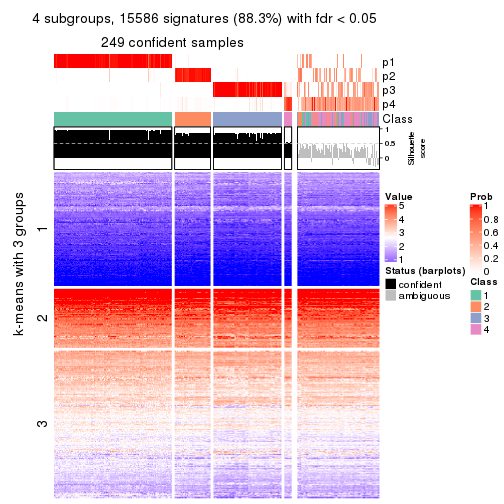 4 subgroups, 15586 signatures (88.3%) with fdr < 0.05
249 confident samples
p1
p2
p3
p4
Class
1
0.5
0
Silhouette
score
k-means with 3 groups
1
2
3
Value
5
4
3
2
1
Status (barplots)
confident
ambiguous
Prob
1
0.8
0.6
0.4
0.2
0
Class
1
2
3
4